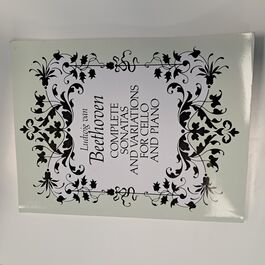 Ludwig van
Beethoven
COMPLETE
SONATAS
AND VARIATIONS
FOR CELLO
AND PIANO